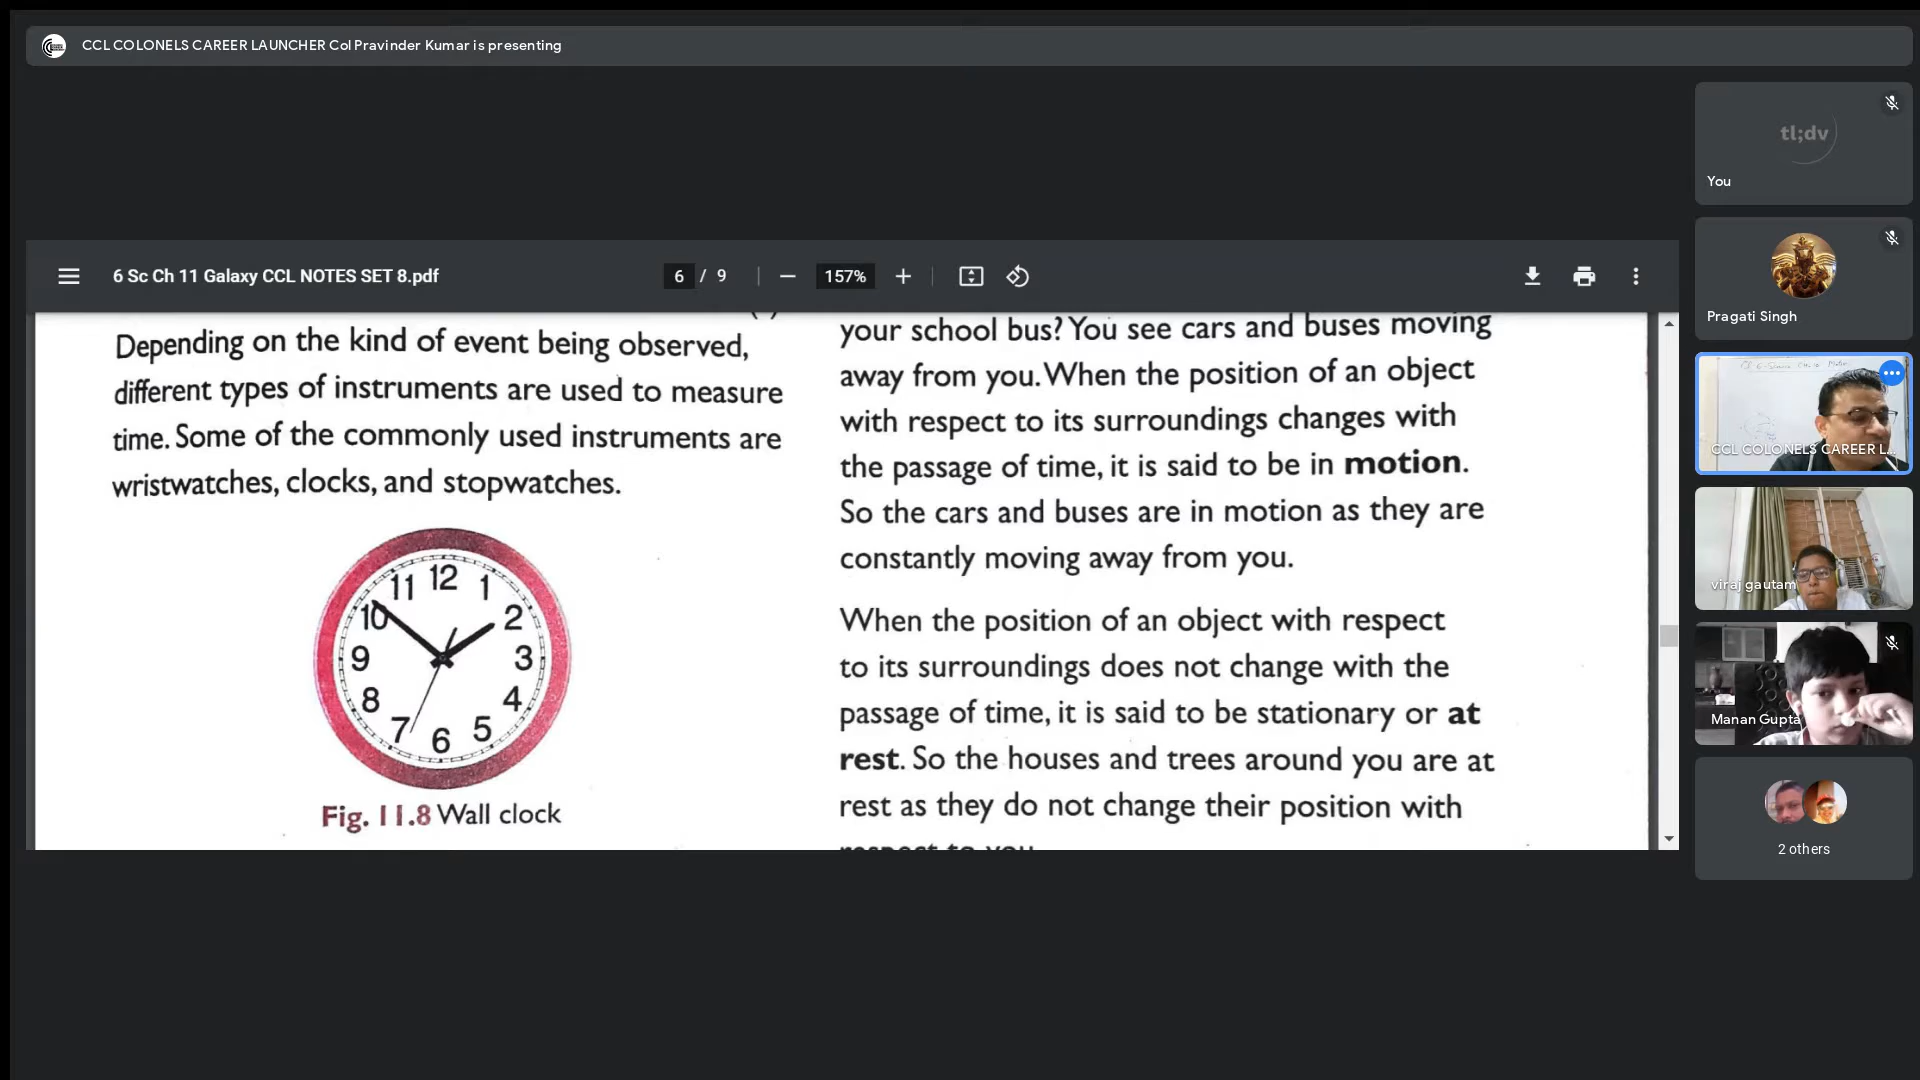 CCL COLONELS CAREER LAUNCHER Col Pravinder Kumar is presenting
6 Sc Ch 11 Galaxy CCL NOTES SET 8.pdf
6 / 9
157%
Depending on the kind of event being observed,
different types of instruments are used to measure
time. Some of the commonly used instruments are
wristwatches, clocks, and stopwatches.
12
11 1
10 2
9 3
8 4
7 5
6
Fig. 11.8 Wall clock
your school bus? You see cars and buses moving
away from you. When the position of an object
with respect to its surroundings changes with
the passage of time, it is said to be in motion.
So the cars and buses are in motion as they are
constantly moving away from you.
When the position of an object with respect
to its surroundings does not change with the
passage of time, it is said to be stationary or at
rest. So the houses and trees around you are at
rest as they do not change their position with
respect to you.
tl;dv
You
Pragati Singh
CCL COLONELS CAREER L...
viraj gautam
Manan Gupta
2 others